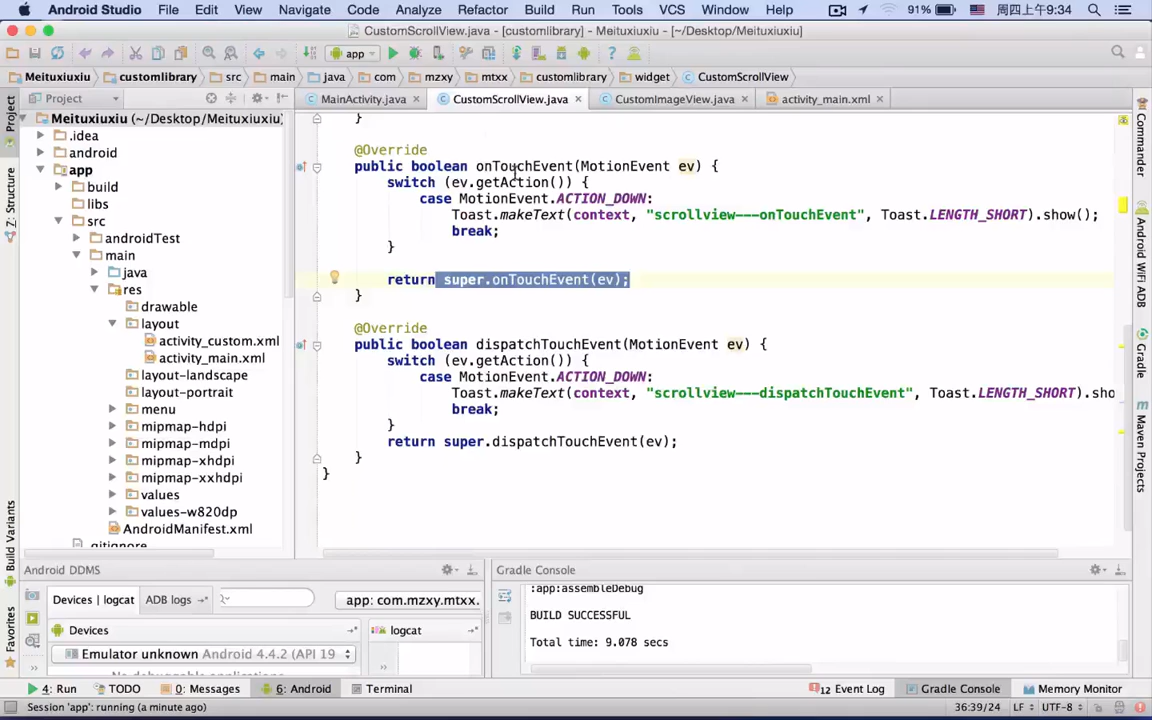 Android Studio File Edit View Navigate Code Analyze Refactor Build Run Tools VCS Window Help 91% 周四上午9:34
CustomScrollView.java - [customlibrary] - Meituxiuxiu - [~/Desktop/Meituxiuxiu]
app
Meituxiuxiu customlibrary src main java com mzxy mtxx customlibrary widget CustomScrollView
Project
MainActivity.java CustomScrollView.java CustomImageView.java activity_main.xml
Meituxiuxiu (~/Desktop/Meituxiuxiu)
.idea
android
app
build
libs
src
androidTest
main
java
res
drawable
layout
activity_custom.xml
activity_main.xml
layout-landscape
layout-portrait
menu
mipmap-hdpi
mipmap-mdpi
mipmap-xhdpi
mipmap-xxhdpi
values
values-w820dp
AndroidManifest.xml
.gitignore
}
@Override
public boolean onTouchEvent(MotionEvent ev) {
switch (ev.getAction()) {
case MotionEvent.ACTION_DOWN:
Toast.makeText(context, "scrollview---onTouchEvent", Toast.LENGTH_SHORT).show();
break;
}
return super.onTouchEvent(ev);
}
@Override
public boolean dispatchTouchEvent(MotionEvent ev) {
switch (ev.getAction()) {
case MotionEvent.ACTION_DOWN:
Toast.makeText(context, "scrollview---dispatchTouchEvent", Toast.LENGTH_SHORT).sho
break;
}
return super.dispatchTouchEvent(ev);
}
}
1: Project
Z: Structure
Build Variants
Favorites
Commander
Android WiFi ADB
Gradle
Maven Projects
Android DDMS
Devices | logcat ADB logs app: com.mzxy.mtxx.
Devices logcat
Emulator unknown Android 4.4.2 (API 19
Gradle Console
:app:assembleDebug
BUILD SUCCESSFUL
Total time: 9.078 secs
4: Run TODO 0: Messages 6: Android Terminal 12 Event Log Gradle Console Memory Monitor
Session 'app': running (a minute ago) 36:39/24 LF UTF-8